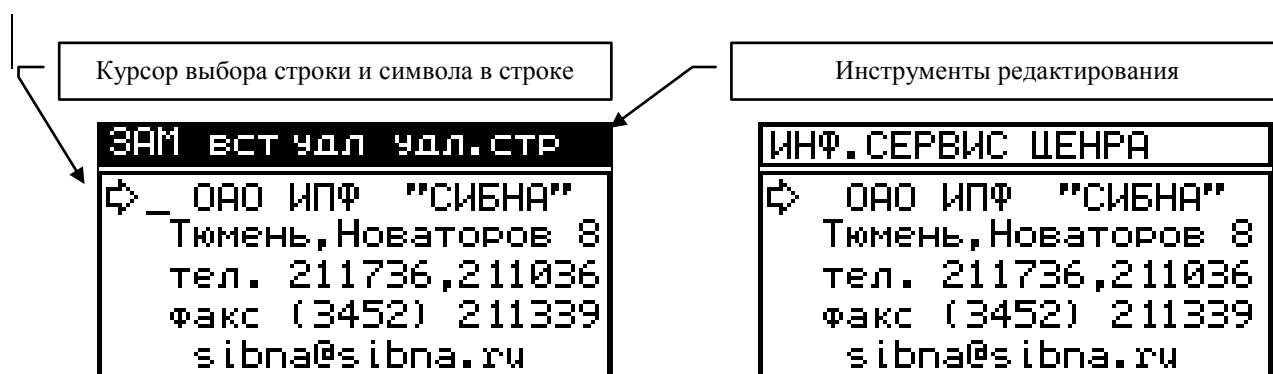 Курсор выбора строки и символа в строке
Инструменты редактирования
ЗАМ вст удл удл.стр
⇨_ ОАО ИПФ "СИБНА"
Тюмень,Новаторов 8
тел. 211736,211036
факс (3452) 211339
sibna@sibna.ru
ИНФ.СЕРВИС ЦЕНРА
⇨ ОАО ИПФ "СИБНА"
Тюмень,Новаторов 8
тел. 211736,211036
факс (3452) 211339
sibna@sibna.ru